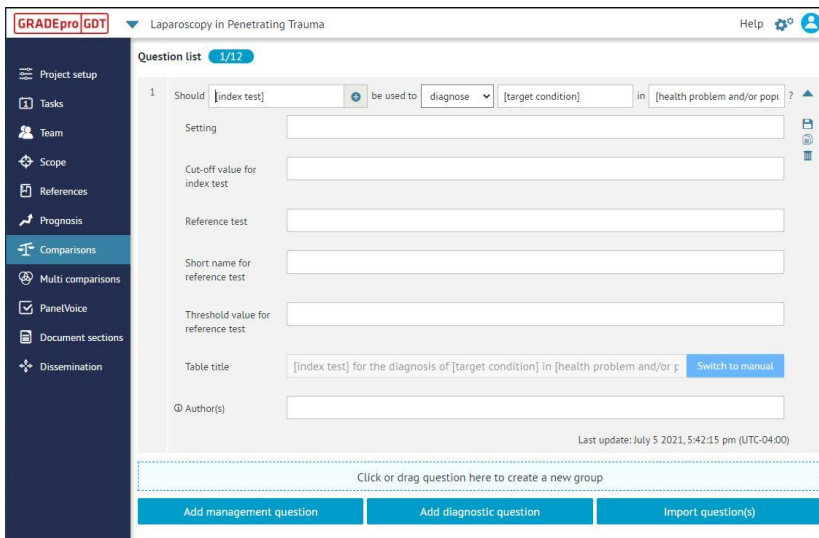 GRADEpro GDT
Laparoscopy in Penetrating Trauma
Help
Question list 1/12
Project setup
Tasks
Team
Scope
References
Prognosis
Comparisons
Multi comparisons
PanelVoice
Document sections
Dissemination
1 Should [index test] be used to diagnose [target condition] in [health problem and/or popu ?
Setting
Cut-off value for
index test
Reference test
Short name for
reference test
Threshold value for
reference test
Table title [index test] for the diagnosis of [target condition] in [health problem and/or p Switch to manual
Author(s)
Last update: July 5 2021, 5:42:15 pm (UTC-04:00)
Click or drag question here to create a new group
Add management question Add diagnostic question Import question(s)